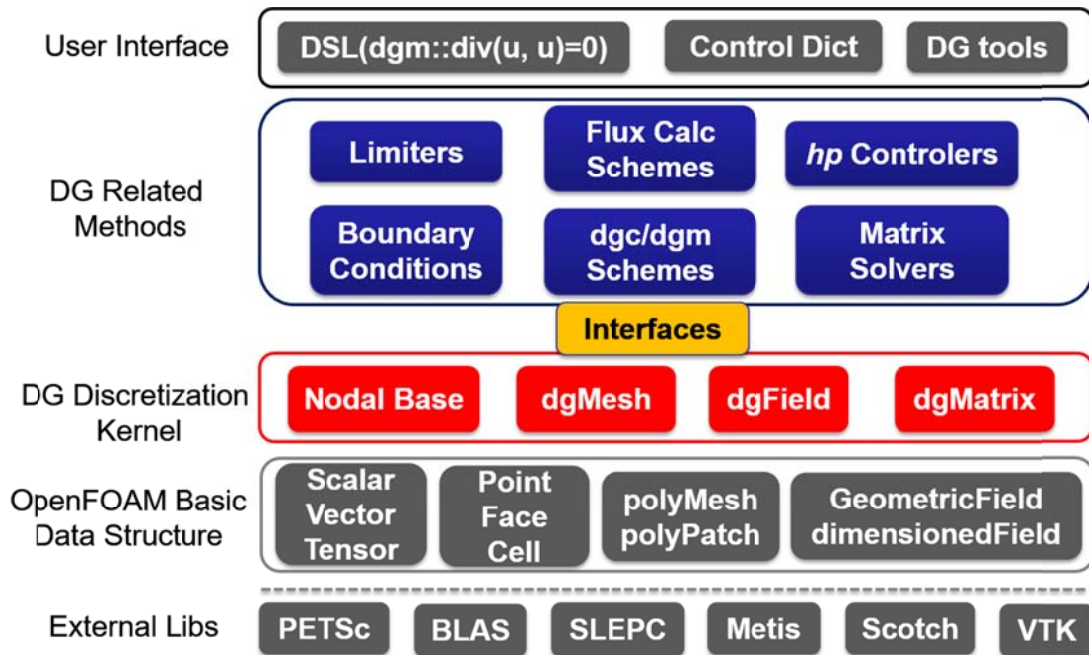 User Interface
DSL(dgm::div(u, u)=0)
Control Dict
DG tools
DG Related
Methods
Limiters
Flux Calc
Schemes
hp Controlers
Boundary
Conditions
dgc/dgm
Schemes
Matrix
Solvers
Interfaces
DG Discretization
Kernel
Nodal Base
dgMesh
dgField
dgMatrix
OpenFOAM Basic
Data Structure
Scalar
Vector
Tensor
Point
Face
Cell
polyMesh
polyPatch
GeometricField
dimensionedField
External Libs
PETSc
BLAS
SLEPC
Metis
Scotch
VTK